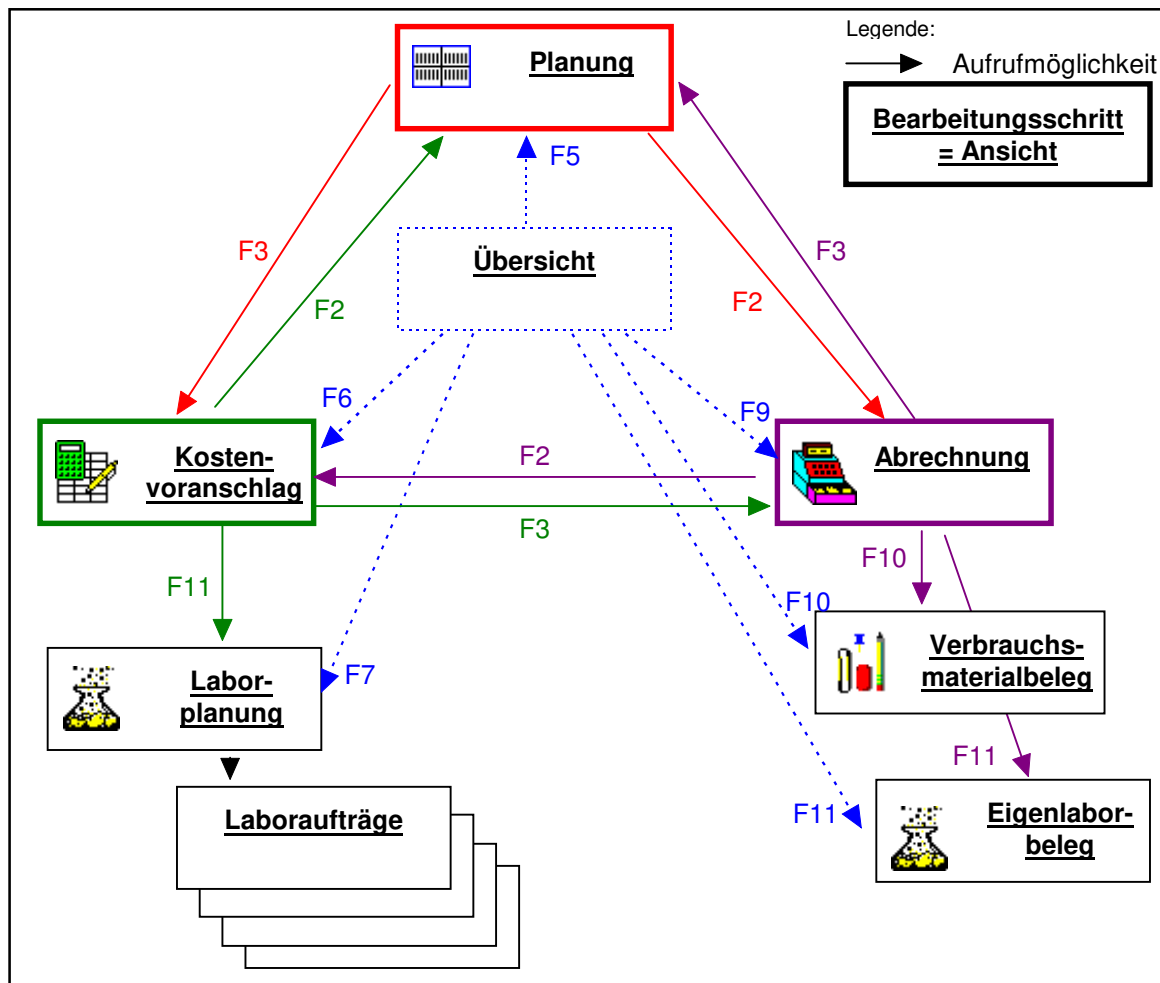 Legende:
Aufrufmöglichkeit
Bearbeitungsschritt
= Ansicht
Planung
F5
F3
F2
Übersicht
F3
F2
F6
F9
Kosten-
voranschlag
F2
F3
Abrechnung
F11
F10
F10
F7
Labor-
planung
Verbrauchs-
materialbeleg
F11
F11
Laboraufträge
Eigenlabor-
beleg